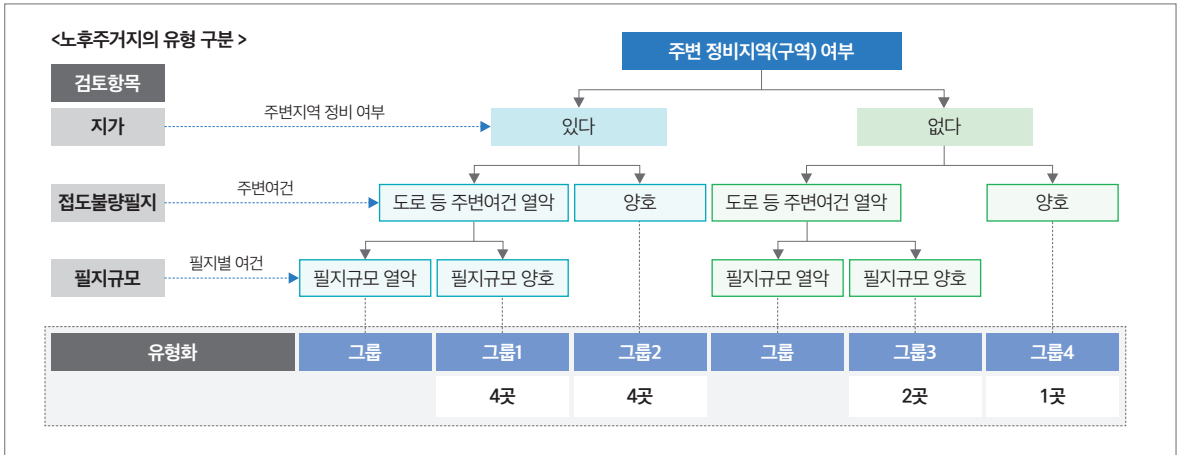 <노후주거지의 유형 구분 >
주변 정비지역(구역) 여부
검토항목
지가
주변지역 정비 여부
있다
없다
접도불량필지
주변여건
도로 등 주변여건 열악
양호
도로 등 주변여건 열악
양호
필지규모
필지별 여건
필지규모 열악
필지규모 양호
필지규모 열악
필지규모 양호
유형화
그룹
그룹1
그룹2
그룹
그룹3
그룹4
4곳
4곳
2곳
1곳